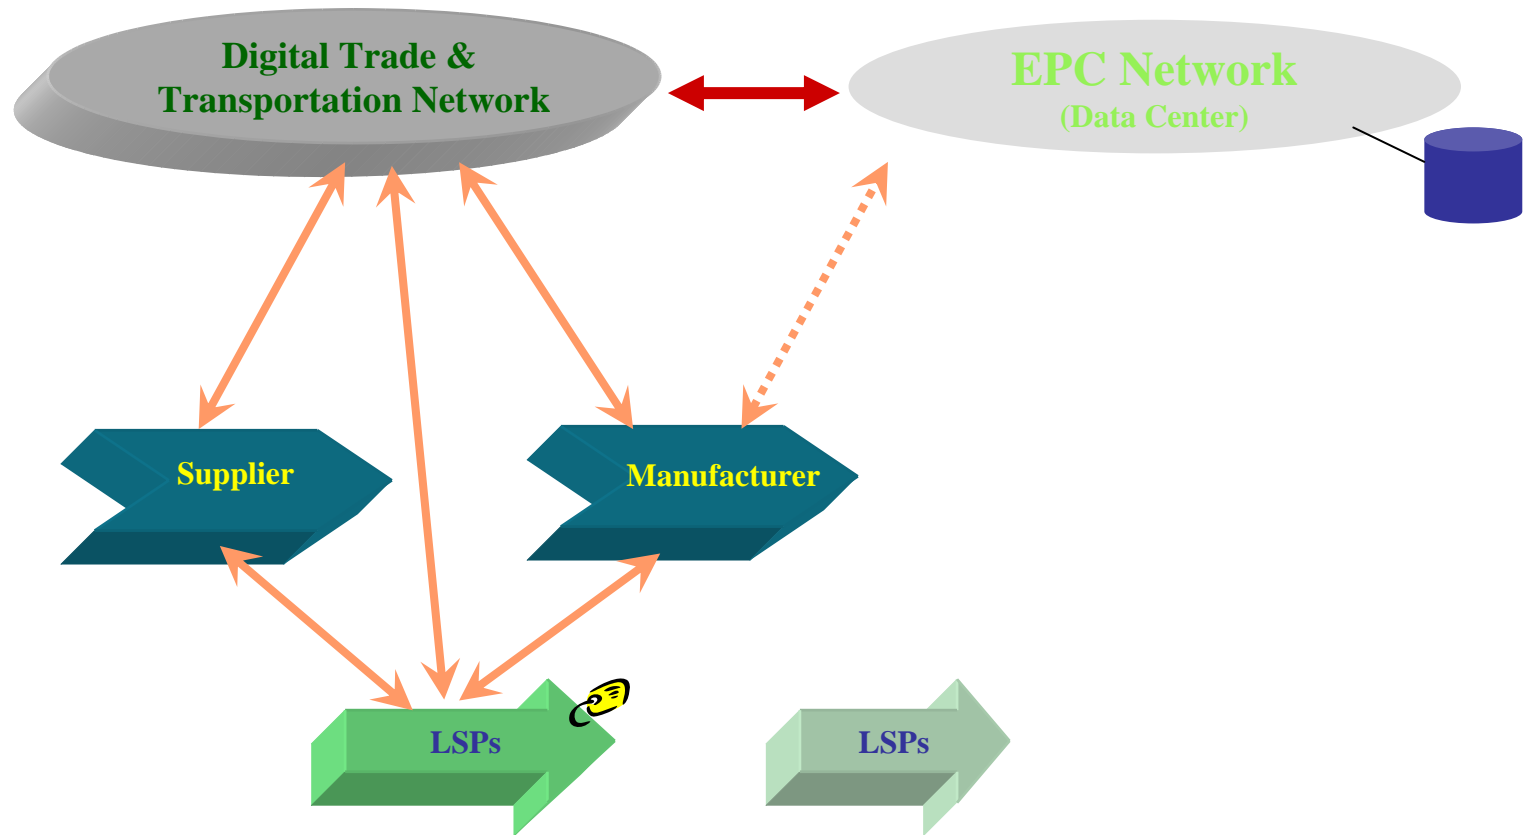 Digital Trade &
Transportation Network
EPC Network
(Data Center)
Supplier
Manufacturer
LSPs
LSPs